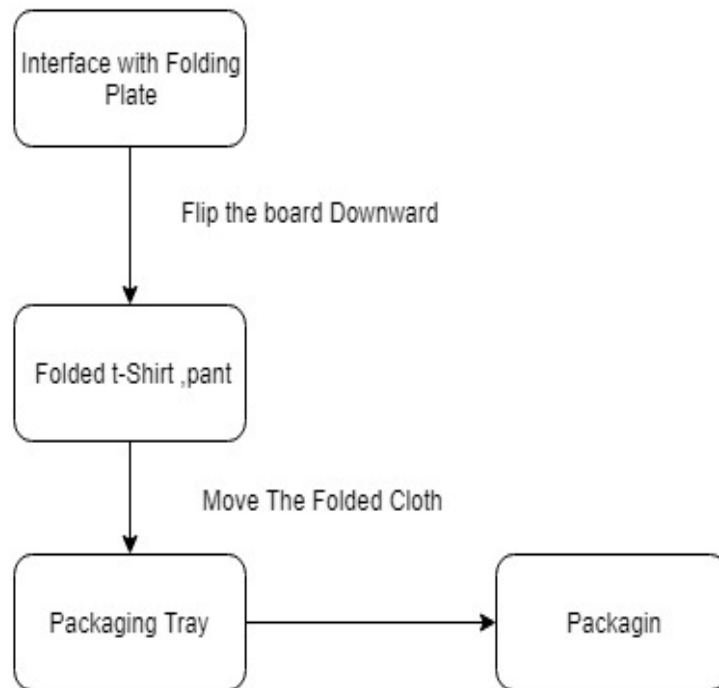 Interface with Folding
Plate
Flip the board Downward
Folded t-Shirt ,pant
Move The Folded Cloth
Packaging Tray
Packagin